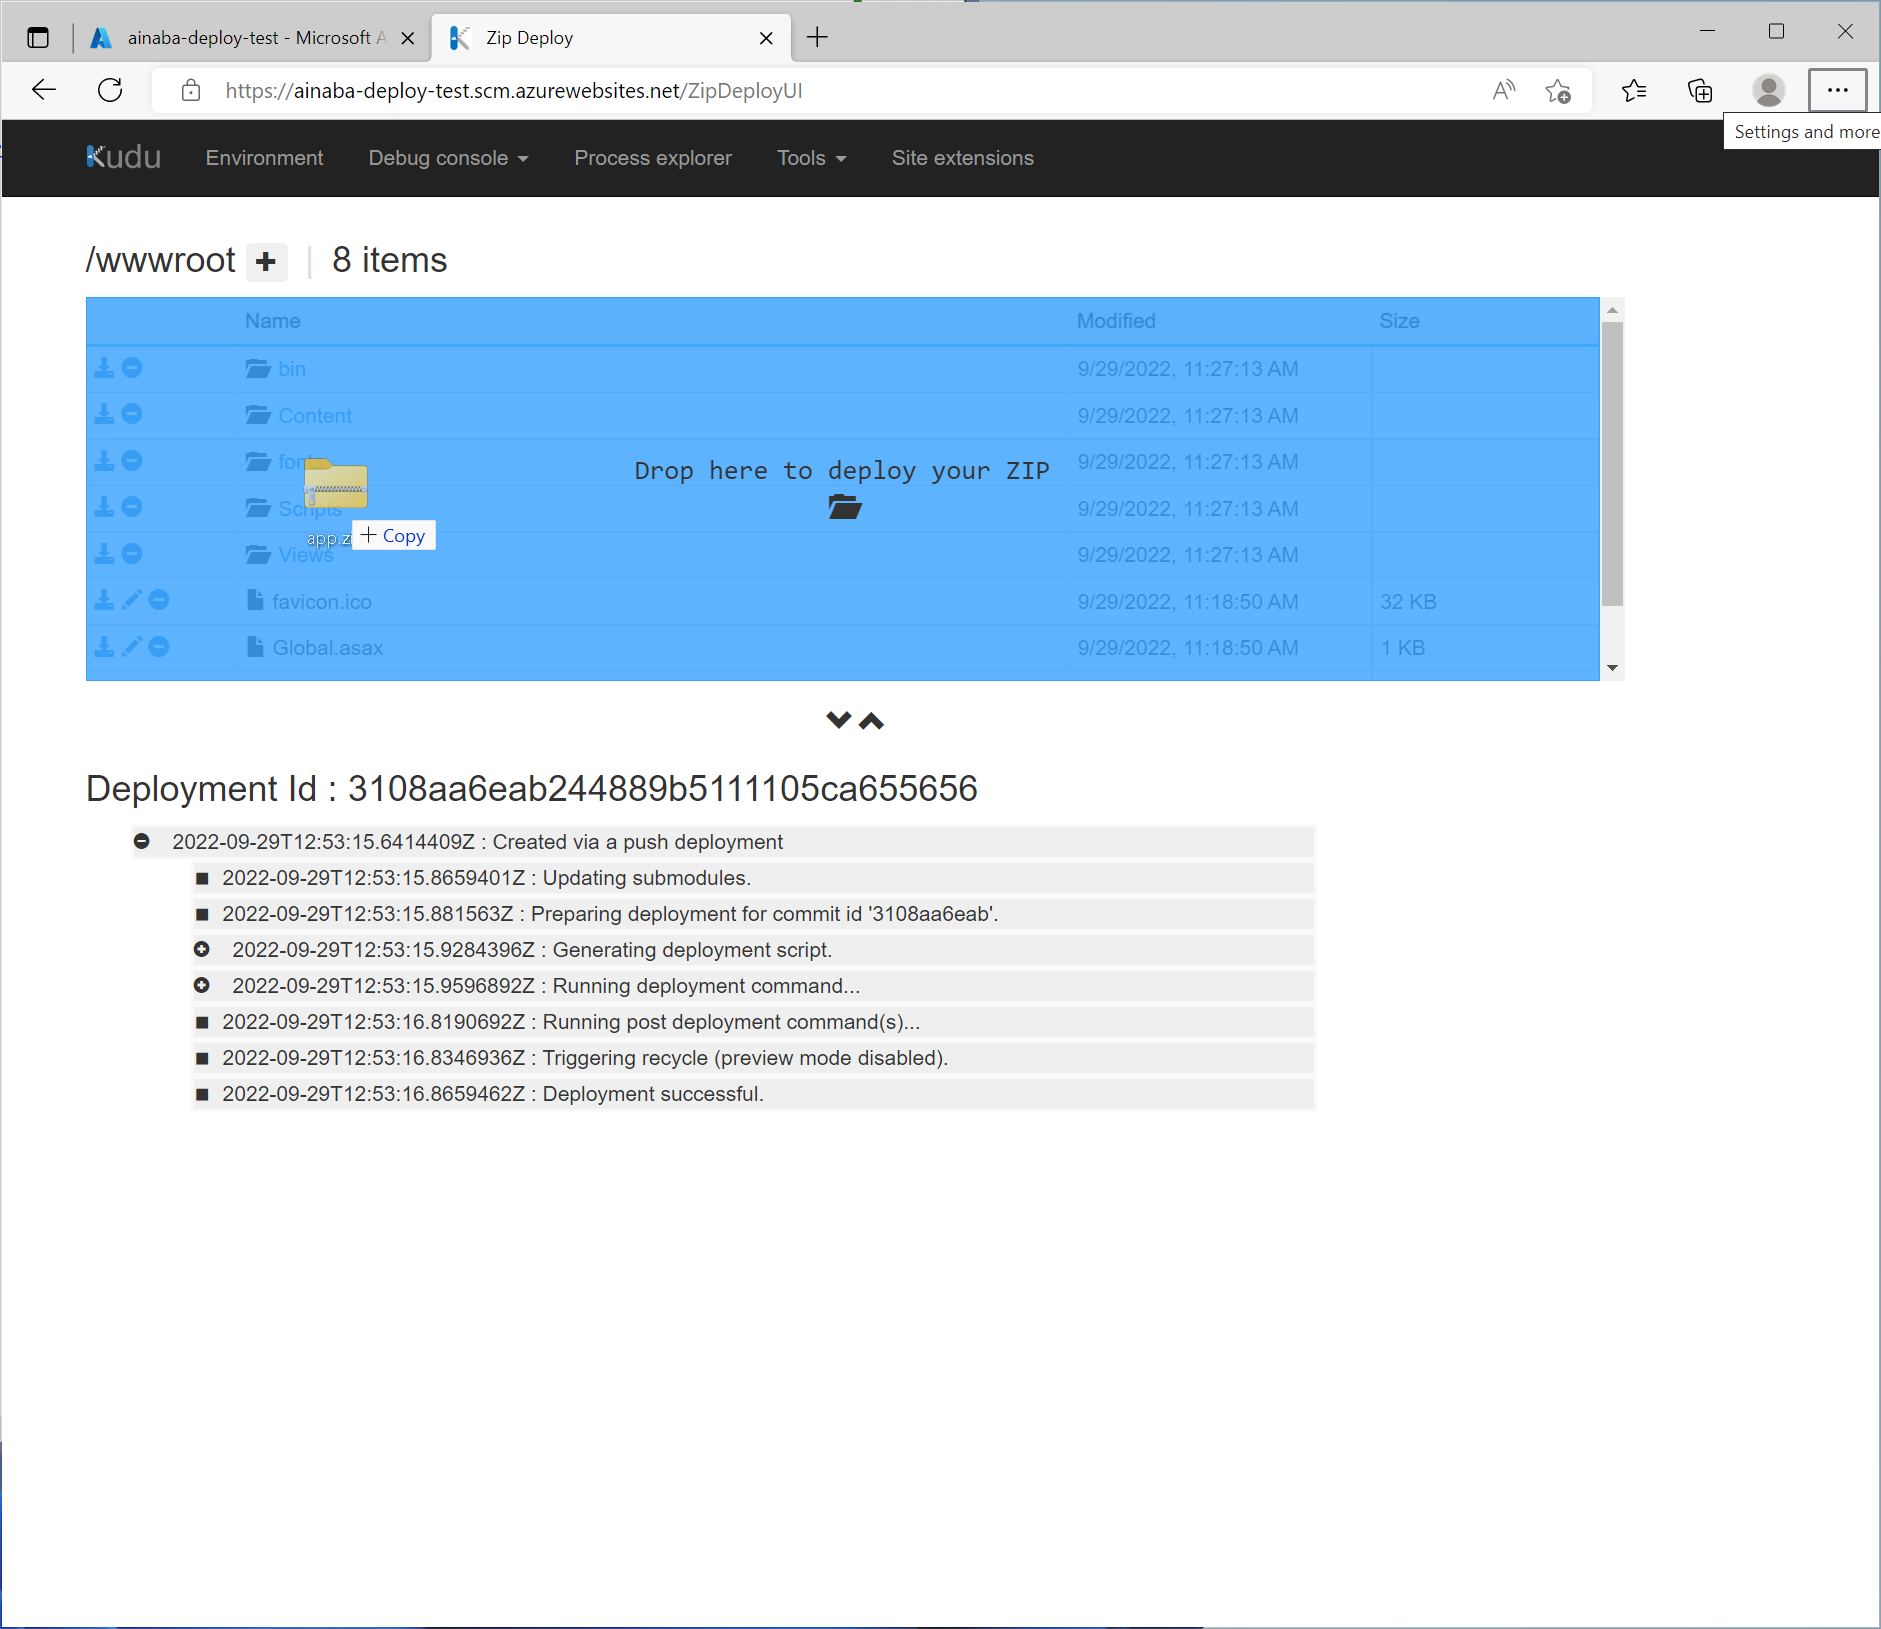 ainaba-deploy-test - Microsoft A
Zip Deploy
https://ainaba-deploy-test.scm.azurewebsites.net/ZipDeployUI
Settings and more
Kudu Environment Debug console Process explorer Tools Site extensions
/wwwroot | 8 items
Name Modified Size
bin 9/29/2022, 11:27:13 AM
Content 9/29/2022, 11:27:13 AM
fonts 9/29/2022, 11:27:13 AM
Drop here to deploy your ZIP
Scripts 9/29/2022, 11:27:13 AM
app.zi + Copy
Views 9/29/2022, 11:27:13 AM
favicon.ico 9/29/2022, 11:18:50 AM 32 KB
Global.asax 9/29/2022, 11:18:50 AM 1 KB
Deployment Id : 3108aa6eab244889b5111105ca655656
2022-09-29T12:53:15.6414409Z : Created via a push deployment
2022-09-29T12:53:15.8659401Z : Updating submodules.
2022-09-29T12:53:15.881563Z : Preparing deployment for commit id '3108aa6eab'.
2022-09-29T12:53:15.9284396Z : Generating deployment script.
2022-09-29T12:53:15.9596892Z : Running deployment command...
2022-09-29T12:53:16.8190692Z : Running post deployment command(s)...
2022-09-29T12:53:16.8346936Z : Triggering recycle (preview mode disabled).
2022-09-29T12:53:16.8659462Z : Deployment successful.